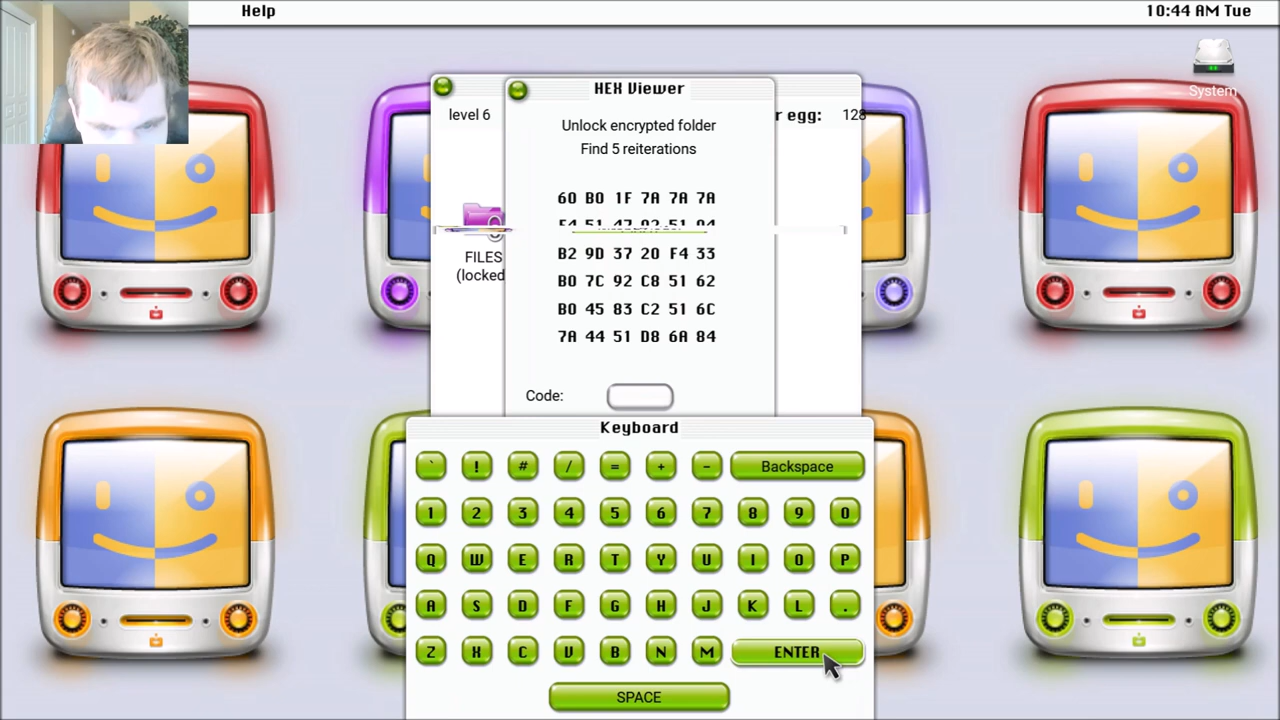 Help
10:44 AM Tue
System
HEX Viewer
level 6
r egg:
128
Unlock encrypted folder
Find 5 reiterations
60 B0 1F 7A 7A 7A
B2 9D 37 20 F4 33
FILES
(locked
B0 7C 92 C8 51 62
B0 45 83 C2 51 6C
7A 44 51 D8 6A 84
Code:
Keyboard
` ! # / = + - Backspace
1 2 3 4 5 6 7 8 9 0
Q W E R T Y U I O P
A S D F G H J K L .
Z X C V B N M ENTER
SPACE